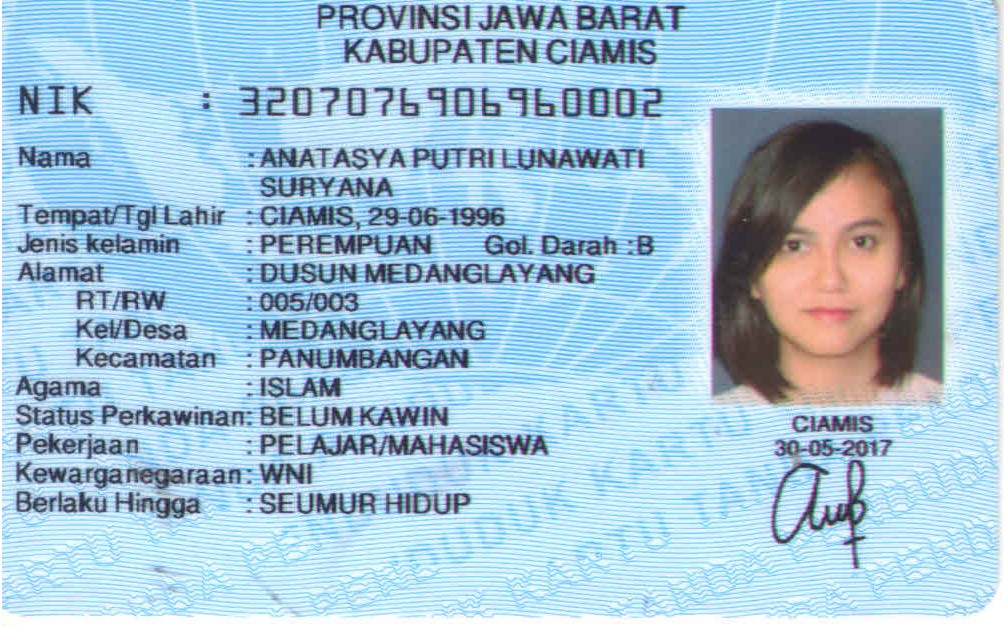 PROVINSI JAWA BARAT
KABUPATEN CIAMIS
NIK : 3207076906960002
Nama : ANATASYA PUTRI LUNAWATI
SURYANA
Tempat/Tgl Lahir : CIAMIS, 29-06-1996
Jenis kelamin : PEREMPUAN Gol. Darah :B
Alamat : DUSUN MEDANGLAYANG
RT/RW : 005/003
Kel/Desa : MEDANGLAYANG
Kecamatan : PANUMBANGAN
Agama : ISLAM
Status Perkawinan: BELUM KAWIN
Pekerjaan : PELAJAR/MAHASISWA
Kewarganegaraan: WNI
Berlaku Hingga : SEUMUR HIDUP
CIAMIS
30-05-2017